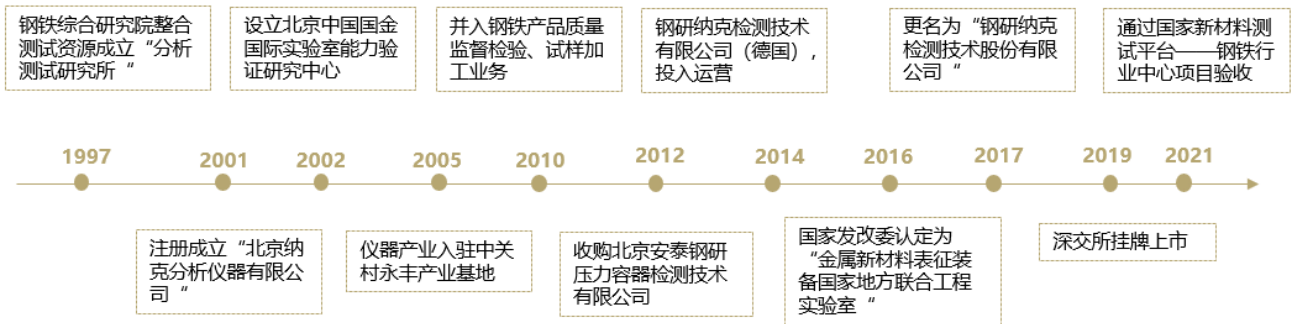 钢铁综合研究院整合
测试资源成立“分析
测试研究所“
设立北京中国国金
国际实验室能力验
证研究中心
并入钢铁产品质量
监督检验、试样加
工业务
钢研纳克检测技术
有限公司（德国），
投入运营
更名为“钢研纳克
检测技术股份有限
公司“
通过国家新材料测
试平台——钢铁行
业中心项目验收
1997
2001
2002
2005
2010
2012
2014
2016
2017
2019
2021
注册成立“北京纳
克分析仪器有限公
司“
仪器产业入驻中关
村永丰产业基地
收购北京安泰钢研
压力容器检测技术
有限公司
国家发改委认定为
“金属新材料表征装
备国家地方联合工程
实验室“
深交所挂牌上市